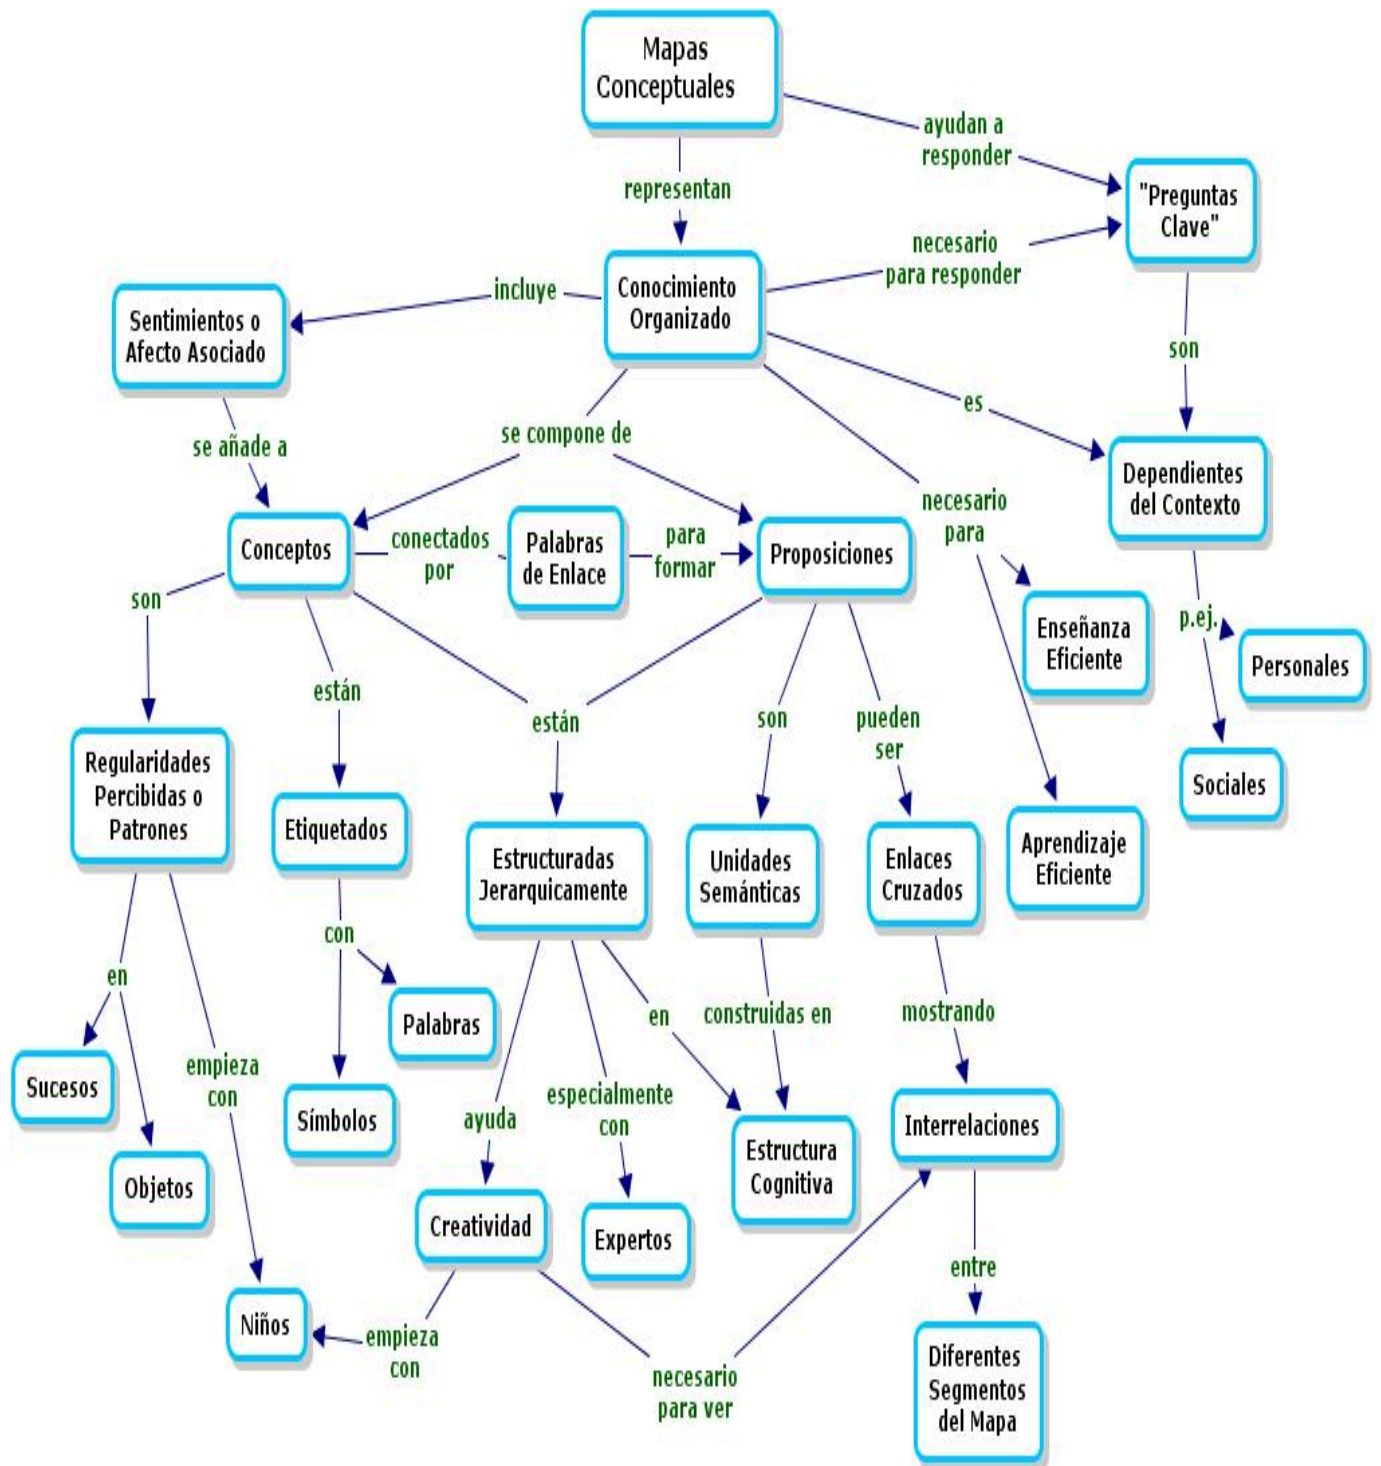 Mapas
Conceptuales
ayudan a
responder
representan
"Preguntas
Clave"
necesario
para responder
incluye
Conocimiento
Organizado
Sentimientos o
Afecto Asociado
son
es
se añade a
se compone de
Dependientes
del Contexto
necesario
para
Conceptos
conectados
por
Palabras
de Enlace
para
formar
Proposiciones
son
p.ej.
Enseñanza
Eficiente
Personales
están
están
son
pueden
ser
Regularidades
Percibidas o
Patrones
Sociales
Etiquetados
Estructuradas
Jerarquicamente
Unidades
Semánticas
Enlaces
Cruzados
Aprendizaje
Eficiente
con
en
Palabras
en
construidas en
mostrando
Sucesos
empieza
con
Símbolos
ayuda
especialmente
con
Interrelaciones
Estructura
Cognitiva
Objetos
Creatividad
Expertos
entre
Niños
empieza
con
necesario
para ver
Diferentes
Segmentos
del Mapa